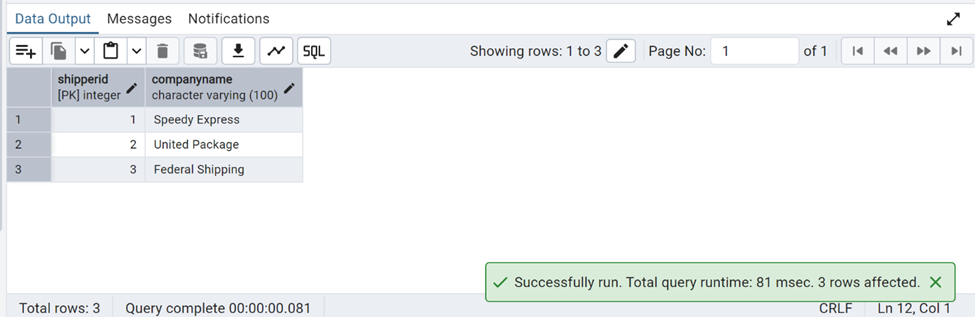 Data Output Messages Notifications
SQL Showing rows: 1 to 3 Page No: 1 of 1
shipperid companyname
[PK] integer character varying (100)
1 1 Speedy Express
2 2 United Package
3 3 Federal Shipping
Successfully run. Total query runtime: 81 msec. 3 rows affected.
Total rows: 3 Query complete 00:00:00.081 CRLF Ln 12, Col 1